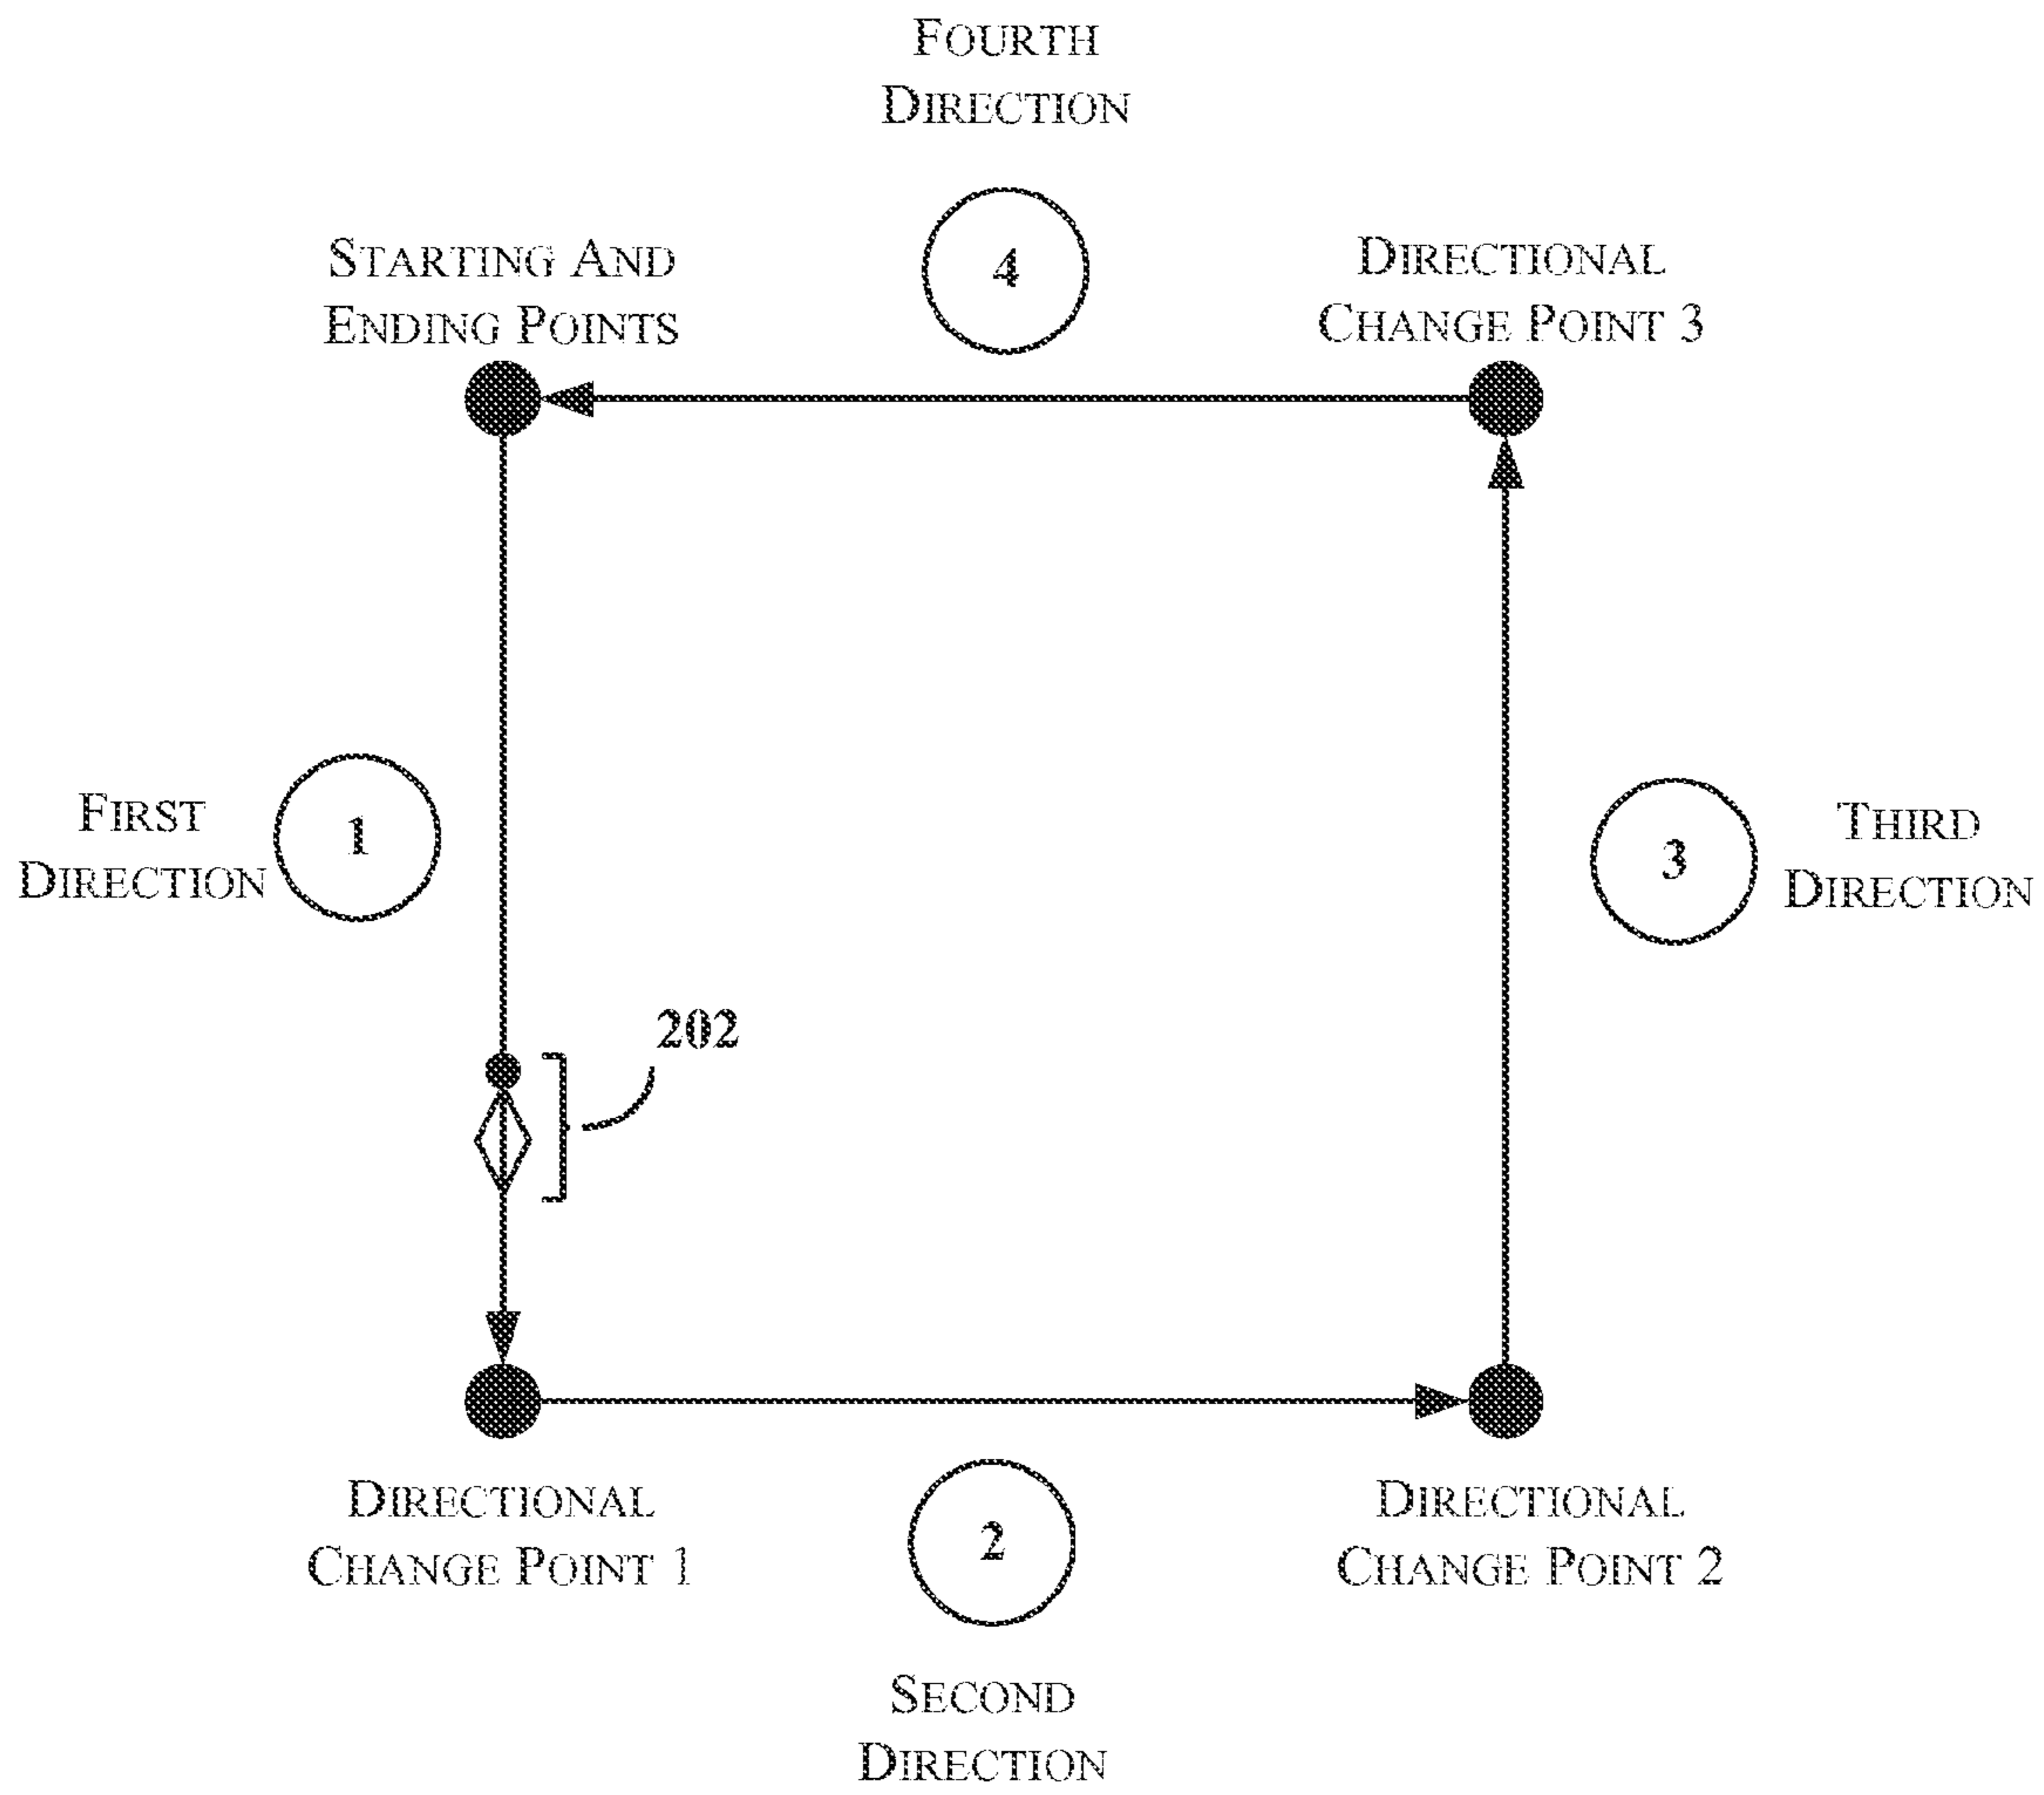 FOURTH
DIRECTION
4
STARTING AND
ENDING POINTS
DIRECTIONAL
CHANGE POINT 3
FIRST
DIRECTION
1
3
THIRD
DIRECTION
202
DIRECTIONAL
CHANGE POINT 1
2
DIRECTIONAL
CHANGE POINT 2
SECOND
DIRECTION